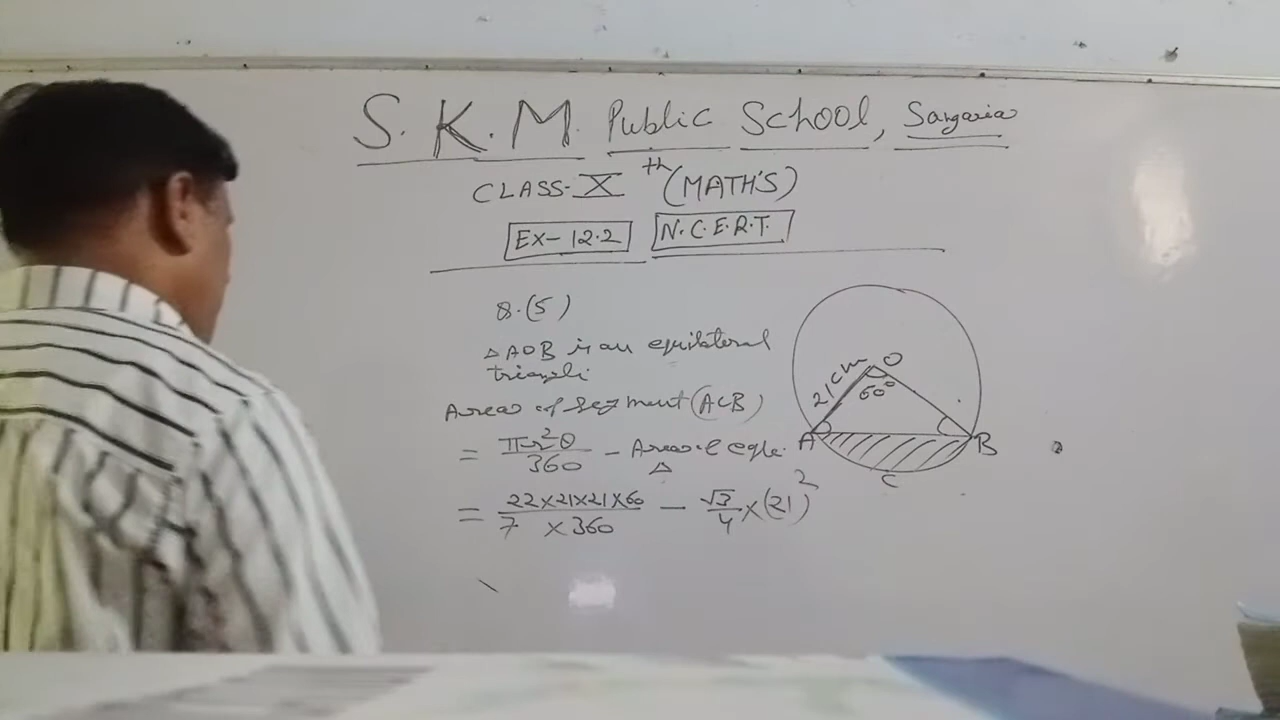 S. K. M. Public School, Sangaria
CLASS-X th (MATH'S)
EX-12.2 N.C.E.R.T.
Q.(5)
△AOB is an equilateral
triangle
Area of Segment (ACB)
= πr²θ/360 - Area of eqle. △
= 22×21×21×60/7×360 - √3/4×(21)²
O
21cm
60°
A
B
C